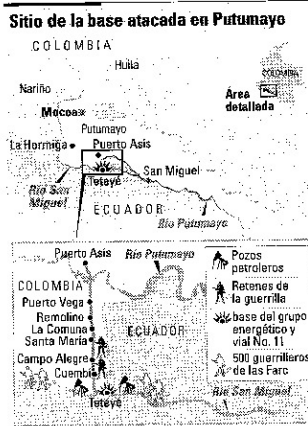 Sitio de la base atacada en Putumayo
COLOMBIA
Huila
COLOMBIA
Nariño
Área
detallada
Mocoa
Putumayo
La Hormiga
Puerto Asís
San Miguel
Teteyé
Río San
Miguel
ECUADOR
Río Putumayo
Puerto Asís
Río Putumayo
COLOMBIA
Puerto Vega
Remolino
La Comuna
Santa María
Campo Alegre
Cuembí
ECUADOR
Teteyé
Pozos
petroleros
Retenes de
la guerrilla
base del grupo
energético y
vial No. 11
500 guerrilleros
de las Farc
Río San Miguel